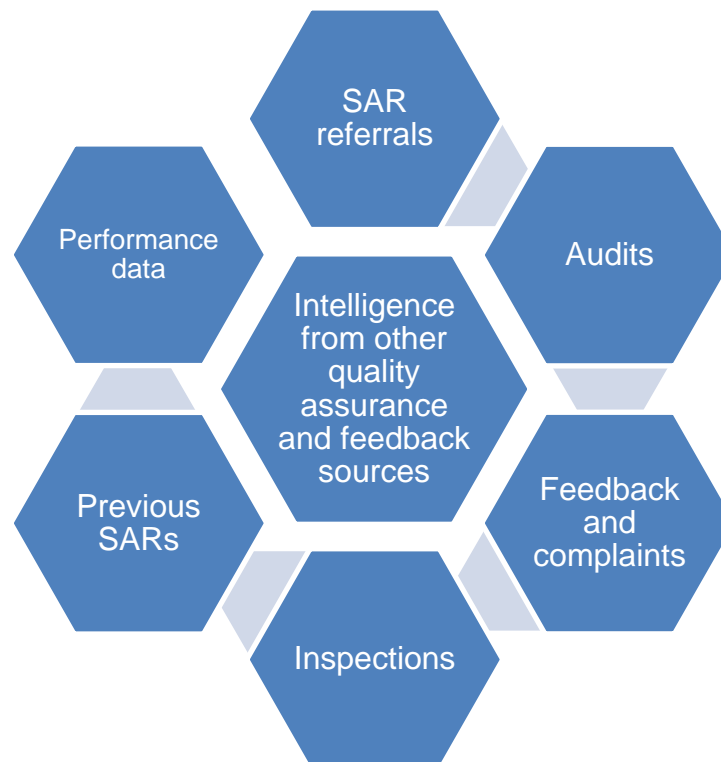 SAR
referrals
Audits
Feedback
and
complaints
Inspections
Previous
SARs
Performance
data
Intelligence
from other
quality
assurance
and feedback
sources